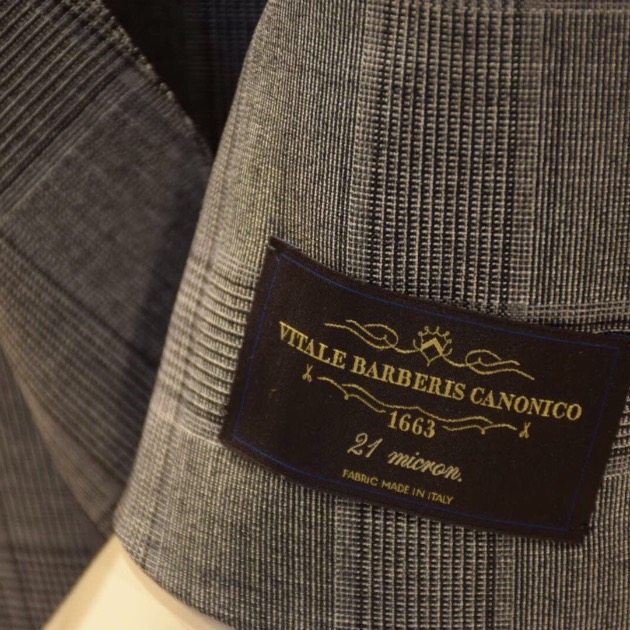 VITALE BARBERIS CANONICO
1663
21 micron.
FABRIC MADE IN ITALY